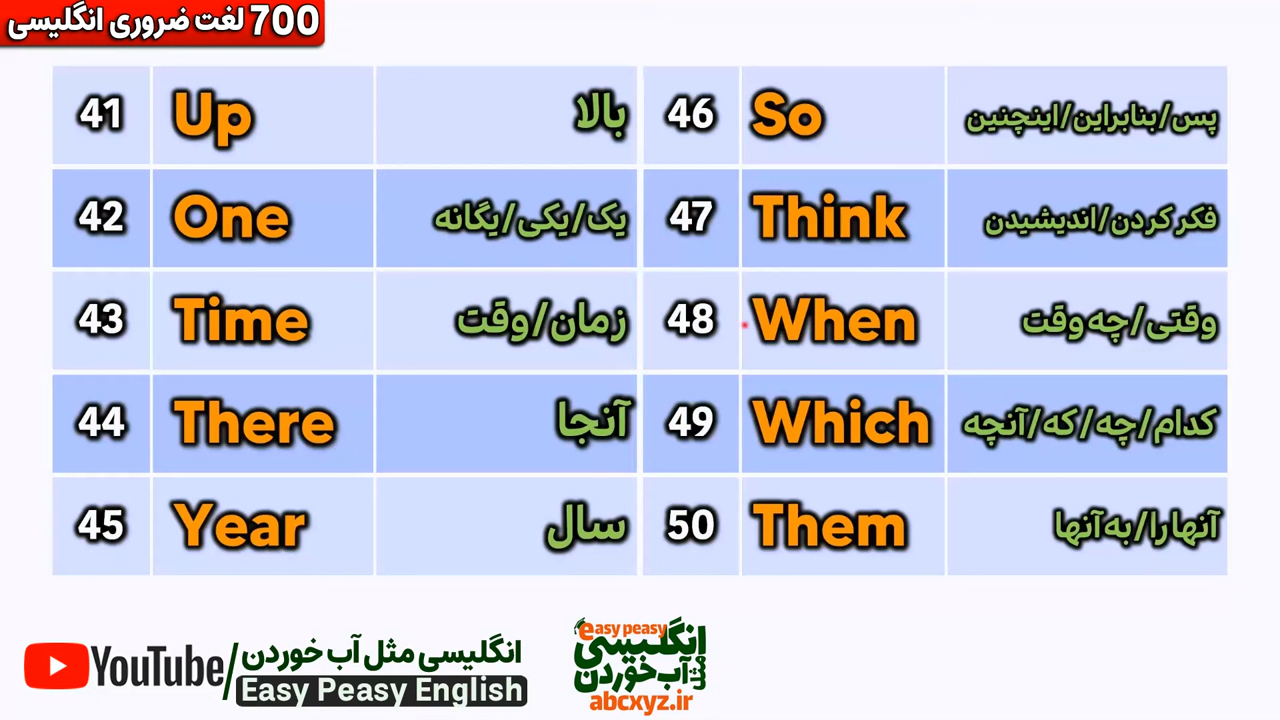 700 لغت ضروری انگلیسی
41 Up بالا 46 So پس/بنابراین/اینچنین
42 One یک/یکی/یگانه 47 Think فکر کردن/اندیشیدن
43 Time زمان/وقت 48 When وقتی/چه وقت
44 There آنجا 49 Which کدام/چه/که/آنچه
45 Year سال 50 Them آنها را/به آنها
YouTube/انگلیسی مثل آب خوردن
Easy Peasy English
easy peasy
انگلیسی
مثل آب خوردن
abcxyz.ir